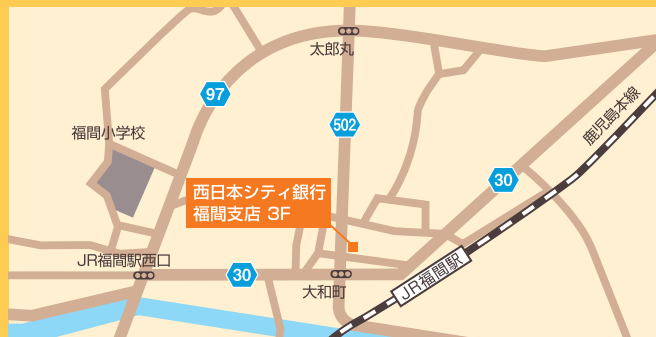 太郎丸
97
502
鹿児島本線
福間小学校
30
西日本シティ銀行
福間支店 3F
JR福間駅西口
30
大和町
JR福間駅